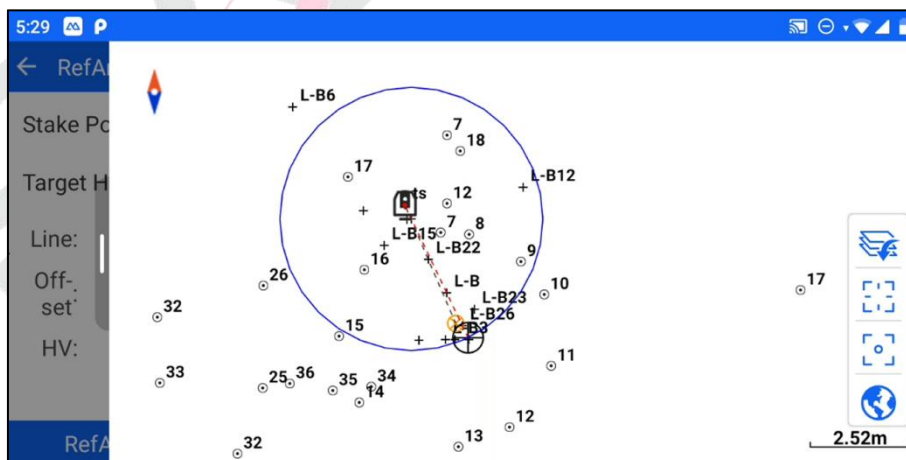 5:29
RefA
Stake Po
Target H
Line:
Off-
set
HV:
RefA
L-B6
7
18
17
L-B12
ts
12
7
8
L-B15
L-B22
16
9
26
L-B
10
17
L-B23
32
L-B26
L-B3
15
11
33
25
36
35
34
14
12
13
32
2.52m